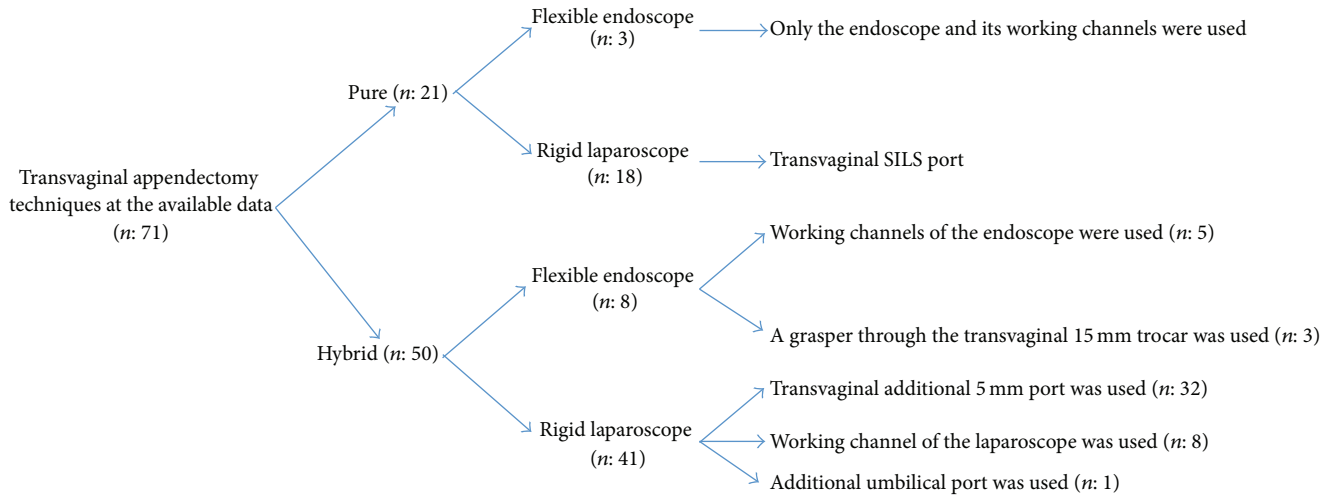 Transvaginal appendectomy
techniques at the available data
(n: 71)
Pure (n: 21)
Flexible endoscope
(n: 3)
Only the endoscope and its working channels were used
Rigid laparoscope
(n: 18)
Transvaginal SILS port
Hybrid (n: 50)
Flexible endoscope
(n: 8)
Working channels of the endoscope were used (n: 5)
A grasper through the transvaginal 15 mm trocar was used (n: 3)
Rigid laparoscope
(n: 41)
Transvaginal additional 5 mm port was used (n: 32)
Working channel of the laparoscope was used (n: 8)
Additional umbilical port was used (n: 1)